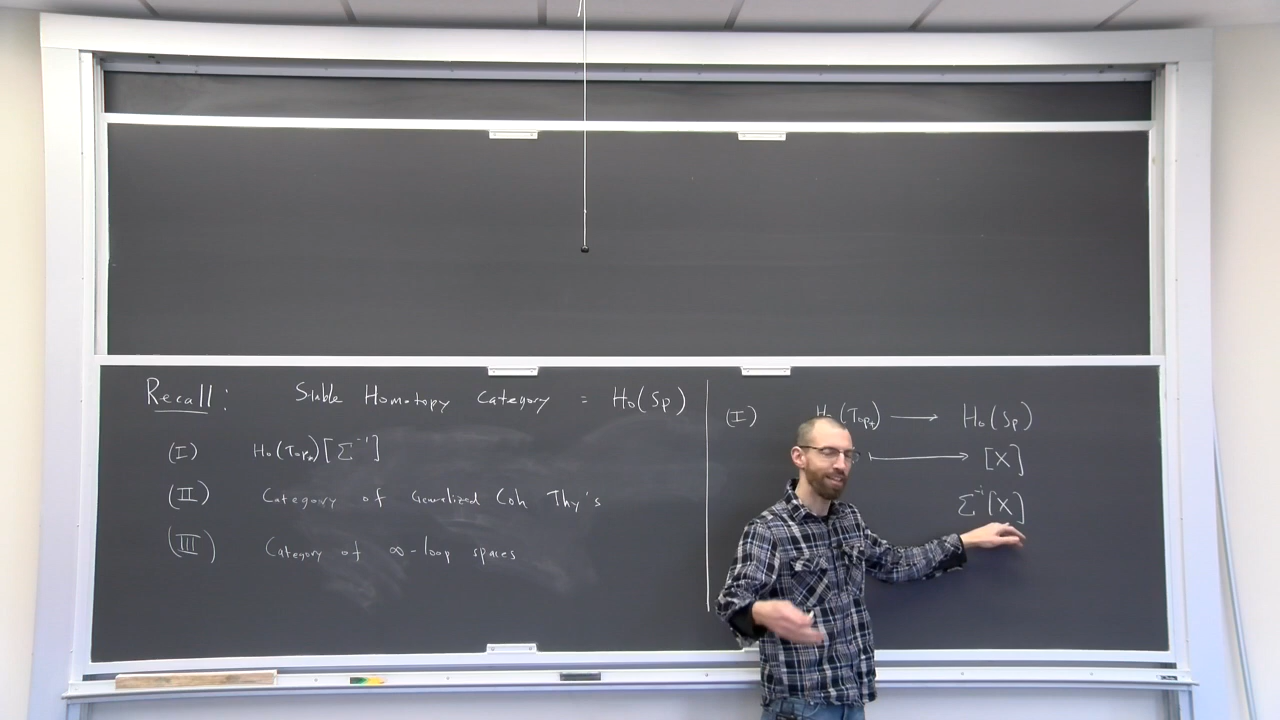 Recall: Stable Homotopy Category = Ho(Sp)
(I) Ho(Top*)[Σ⁻¹]
(II) Category of Generalized Coh Thy's
(III) Category of ∞-loop spaces
(I) Ho(Top*) ⟶ Ho(Sp)
⟼ [X]
Σ⁻ⁱ[X]